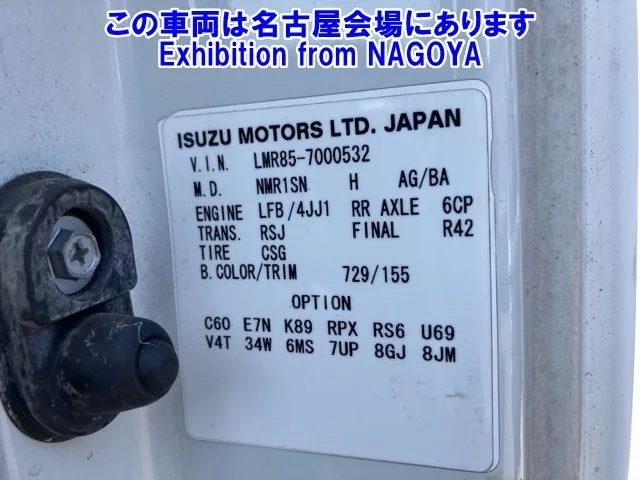 この車両は名古屋会場にあります
Exhibition from NAGOYA
ISUZU MOTORS LTD. JAPAN
V.I.N. LMR85-7000532
M.D. NMR1SN H AG/BA
ENGINE LFB/4JJ1 RR AXLE 6CP
TRANS. RSJ FINAL R42
TIRE CSG
B.COLOR/TRIM 729/155
OPTION
C60 E7N K89 RPX RS6 U69
V4T 34W 6MS 7UP 8GJ 8JM